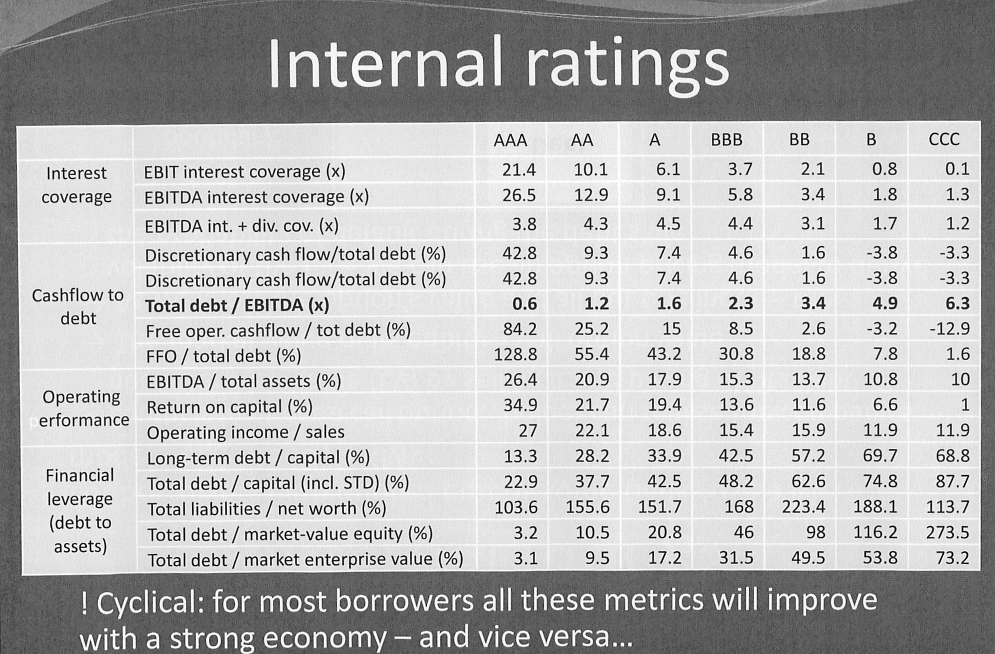 Internal ratings
AAA AA A BBB BB B CCC
Interest coverage
EBIT interest coverage (x) 21.4 10.1 6.1 3.7 2.1 0.8 0.1
EBITDA interest coverage (x) 26.5 12.9 9.1 5.8 3.4 1.8 1.3
EBITDA int. + div. cov. (x) 3.8 4.3 4.5 4.4 3.1 1.7 1.2
Cashflow to debt
Discretionary cash flow/total debt (%) 42.8 9.3 7.4 4.6 1.6 -3.8 -3.3
Discretionary cash flow/total debt (%) 42.8 9.3 7.4 4.6 1.6 -3.8 -3.3
Total debt / EBITDA (x) 0.6 1.2 1.6 2.3 3.4 4.9 6.3
Free oper. cashflow / tot debt (%) 84.2 25.2 15 8.5 2.6 -3.2 -12.9
FFO / total debt (%) 128.8 55.4 43.2 30.8 18.8 7.8 1.6
Operating erformance
EBITDA / total assets (%) 26.4 20.9 17.9 15.3 13.7 10.8 10
Return on capital (%) 34.9 21.7 19.4 13.6 11.6 6.6 1
Operating income / sales 27 22.1 18.6 15.4 15.9 11.9 11.9
Financial leverage (debt to assets)
Long-term debt / capital (%) 13.3 28.2 33.9 42.5 57.2 69.7 68.8
Total debt / capital (incl. STD) (%) 22.9 37.7 42.5 48.2 62.6 74.8 87.7
Total liabilities / net worth (%) 103.6 155.6 151.7 168 223.4 188.1 113.7
Total debt / market-value equity (%) 3.2 10.5 20.8 46 98 116.2 273.5
Total debt / market enterprise value (%) 3.1 9.5 17.2 31.5 49.5 53.8 73.2
! Cyclical: for most borrowers all these metrics will improve
with a strong economy – and vice versa...